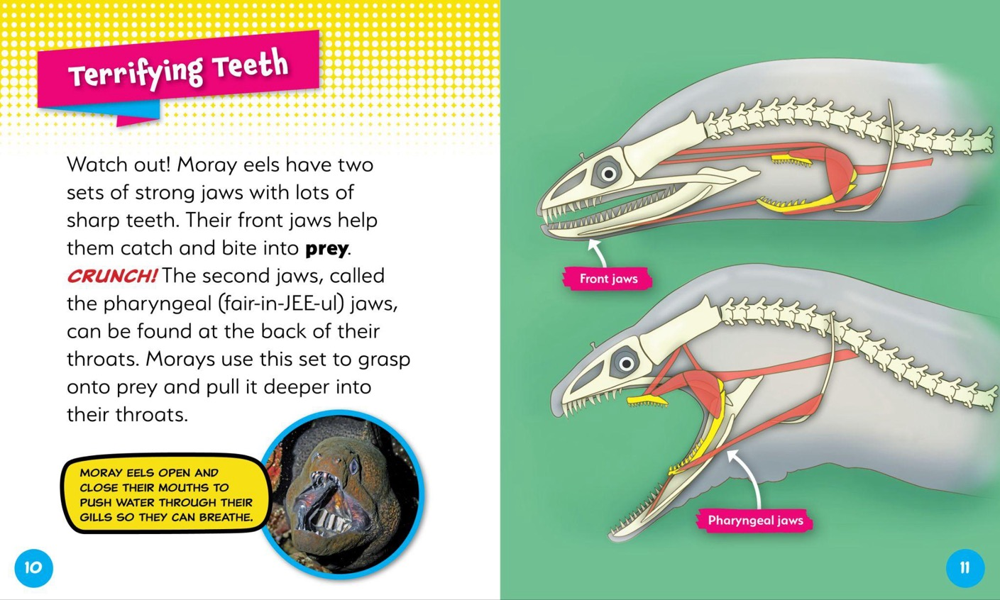 Terrifying Teeth
Watch out! Moray eels have two
sets of strong jaws with lots of
sharp teeth. Their front jaws help
them catch and bite into prey.
CRUNCH! The second jaws, called
the pharyngeal (fair-in-JEE-ul) jaws,
can be found at the back of their
throats. Morays use this set to grasp
onto prey and pull it deeper into
their throats.
MORAY EELS OPEN AND
CLOSE THEIR MOUTHS TO
PUSH WATER THROUGH THEIR
GILLS SO THEY CAN BREATHE.
10
Front jaws
Pharyngeal jaws
11